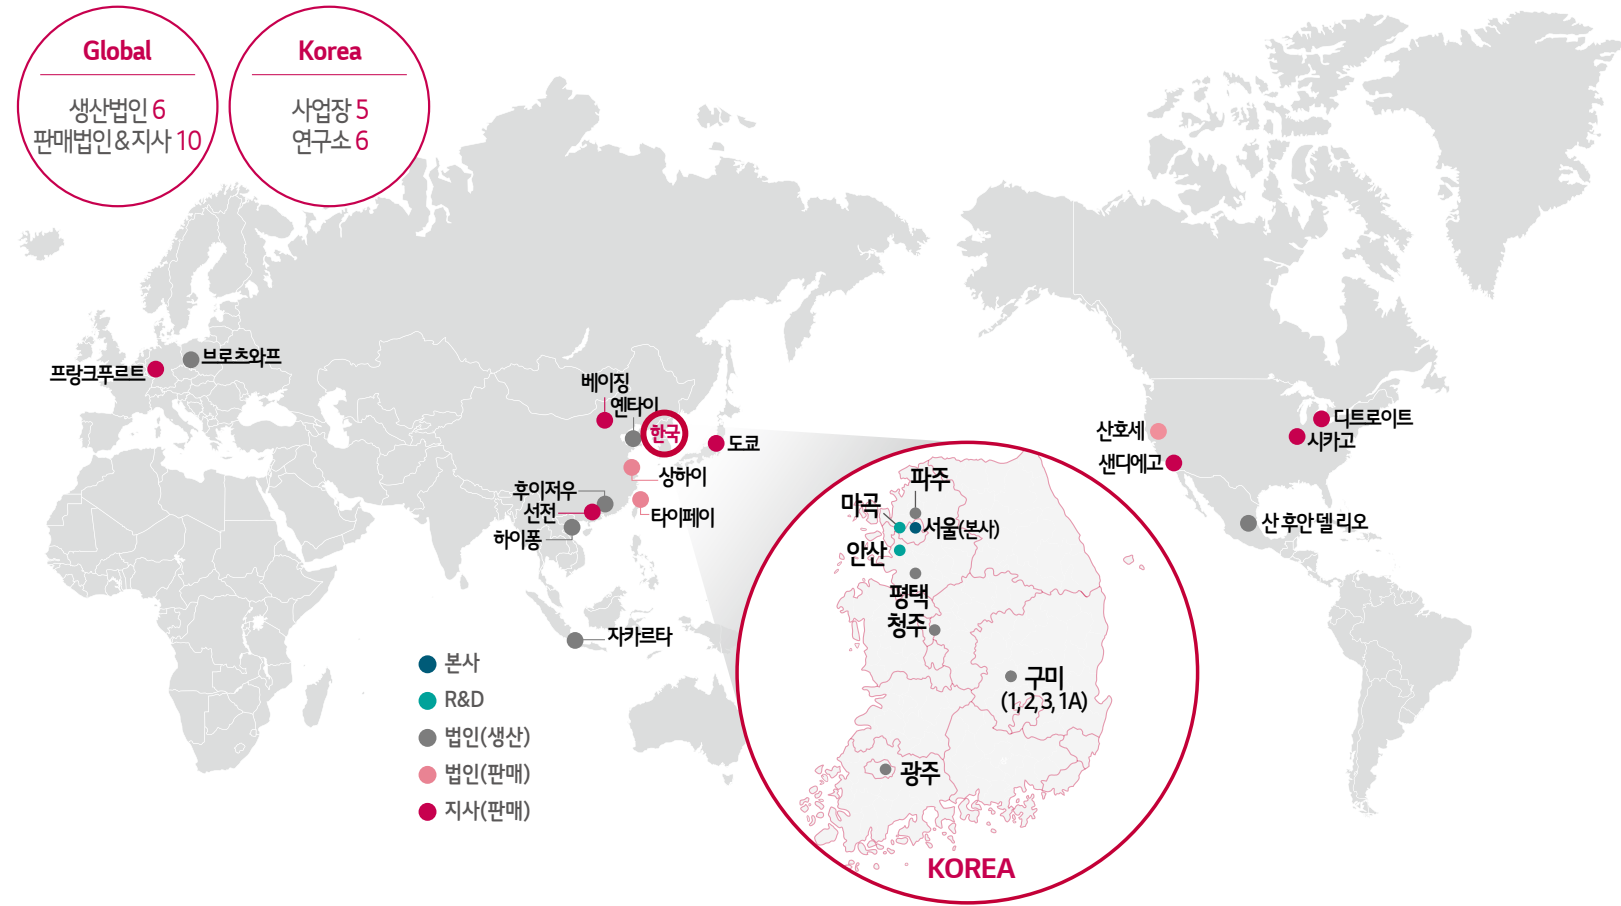 Global
생산법인 6
판매법인&지사 10
Korea
사업장 5
연구소 6
프랑크푸르트
브로츠와프
베이징
옌타이
한국
도쿄
상하이
후이저우
선전
타이페이
하이퐁
자카르타
산호세
샌디에고
디트로이트
시카고
산 후안 델 리오
본사
R&D
법인(생산)
법인(판매)
지사(판매)
파주
마곡
서울(본사)
안산
평택
청주
구미
(1, 2, 3, 1A)
광주
KOREA